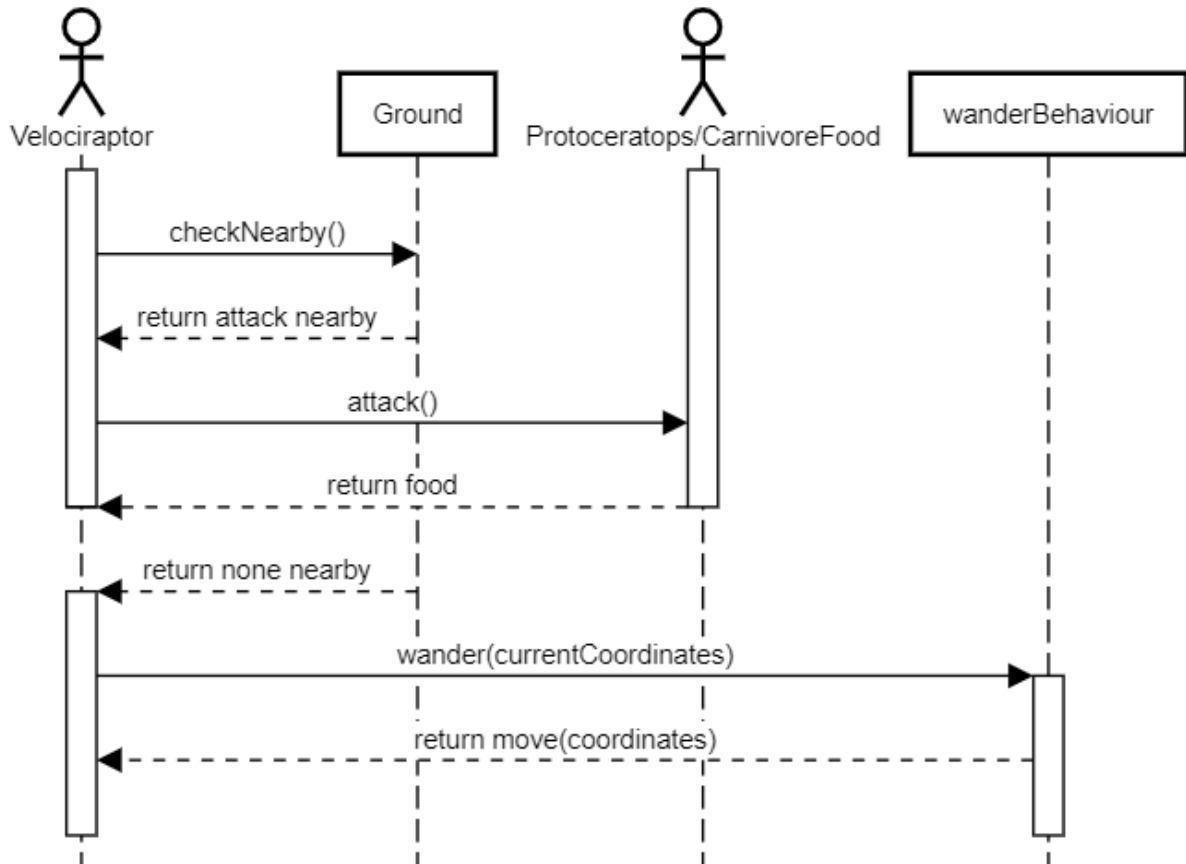 Velociraptor
Ground
Protoceratops/CarnivoreFood
wanderBehaviour
checkNearby()
return attack nearby
attack()
return food
return none nearby
wander(currentCoordinates)
return move(coordinates)